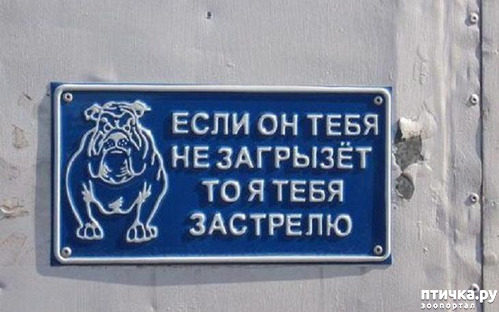 ЕСЛИ ОН ТЕБЯ
НЕ ЗАГРЫЗЁТ
ТО Я ТЕБЯ
ЗАСТРЕЛЮ
птичка.ру
зоопортал